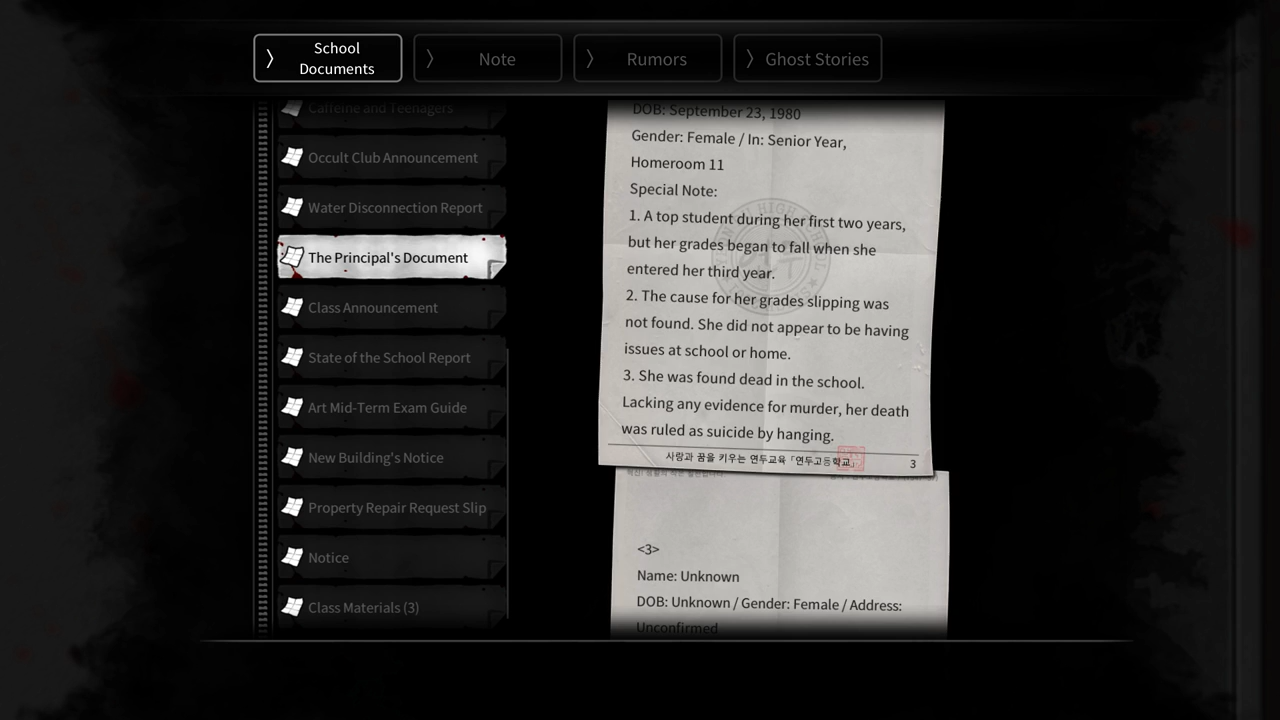 School
Documents
Note
Rumors
Ghost Stories
Caffeine and Teenagers
Occult Club Announcement
Water Disconnection Report
The Principal's Document
Class Announcement
State of the School Report
Art Mid-Term Exam Guide
New Building's Notice
Property Repair Request Slip
Notice
Class Materials (3)
DOB: September 23, 1980
Gender: Female / In: Senior Year,
Homeroom 11
Special Note:
1. A top student during her first two years,
but her grades began to fall when she
entered her third year.
2. The cause for her grades slipping was
not found. She did not appear to be having
issues at school or home.
3. She was found dead in the school.
Lacking any evidence for murder, her death
was ruled as suicide by hanging.
사랑과 꿈을 키우는 연두교육 「연두고등학교」
3
<3>
Name: Unknown
DOB: Unknown / Gender: Female / Address:
Unconfirmed